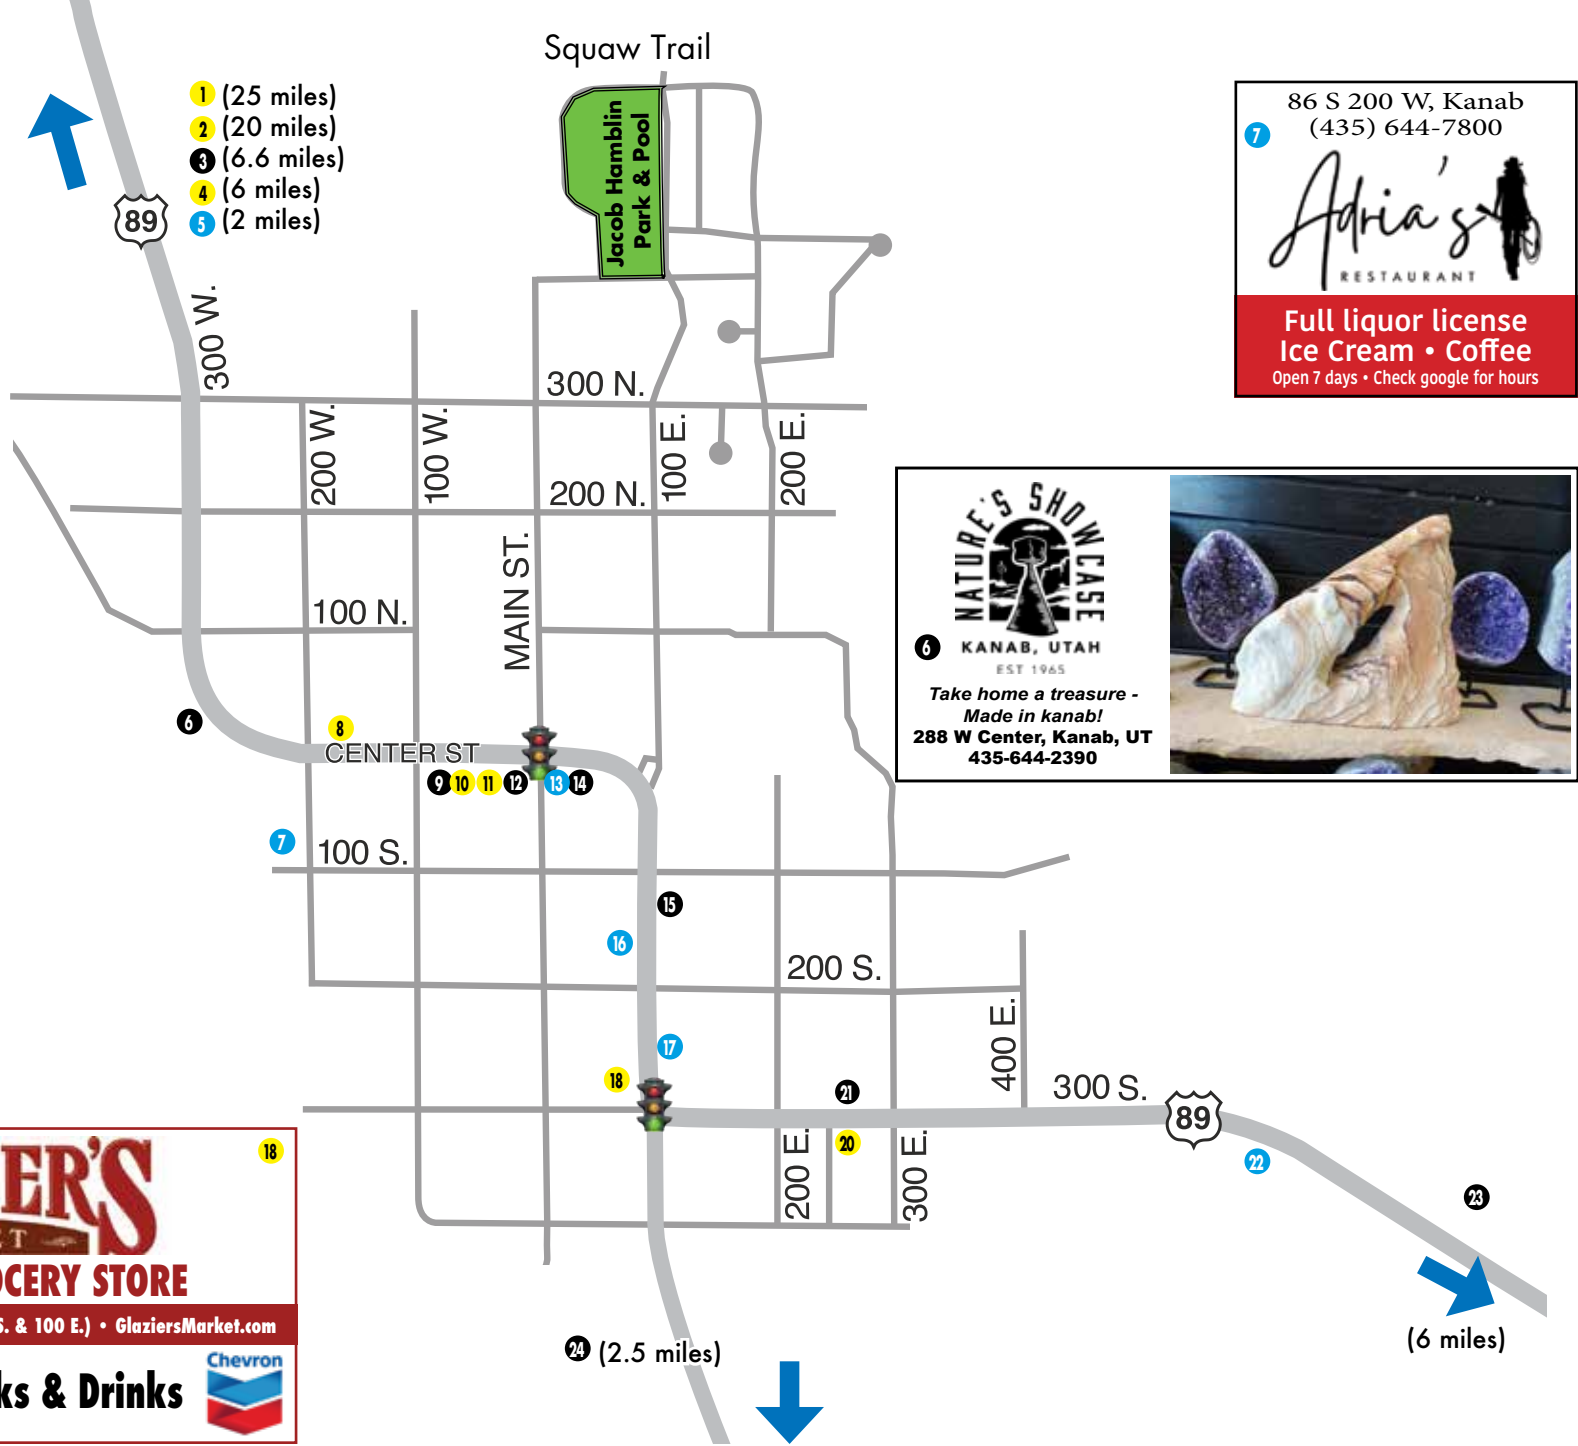 Squaw Trail
1 (25 miles)
2 (20 miles)
3 (6.6 miles)
4 (6 miles)
5 (2 miles)
89
Jacob Hamblin
Park & Pool
86 S 200 W, Kanab
(435) 644-7800
7
Adria's
RESTAURANT
Full liquor license
Ice Cream • Coffee
Open 7 days • Check google for hours
300 W.
300 N.
200 W.
100 W.
100 E.
200 E.
200 N.
MAIN ST.
100 N.
NATURE'S SHOWCASE
6
KANAB, UTAH
EST 1965
Take home a treasure -
Made in kanab!
288 W Center, Kanab, UT
435-644-2390
6
8
CENTER ST
9 10 11 12 13 14
7
100 S.
15
16
200 S.
17
400 E.
18
21
300 S.
89
20
200 E.
300 E.
22
23
(6 miles)
24 (2.5 miles)
18
ER'S
ET
OCERY STORE
S. & 100 E.) • GlaziersMarket.com
Chevron
ks & Drinks